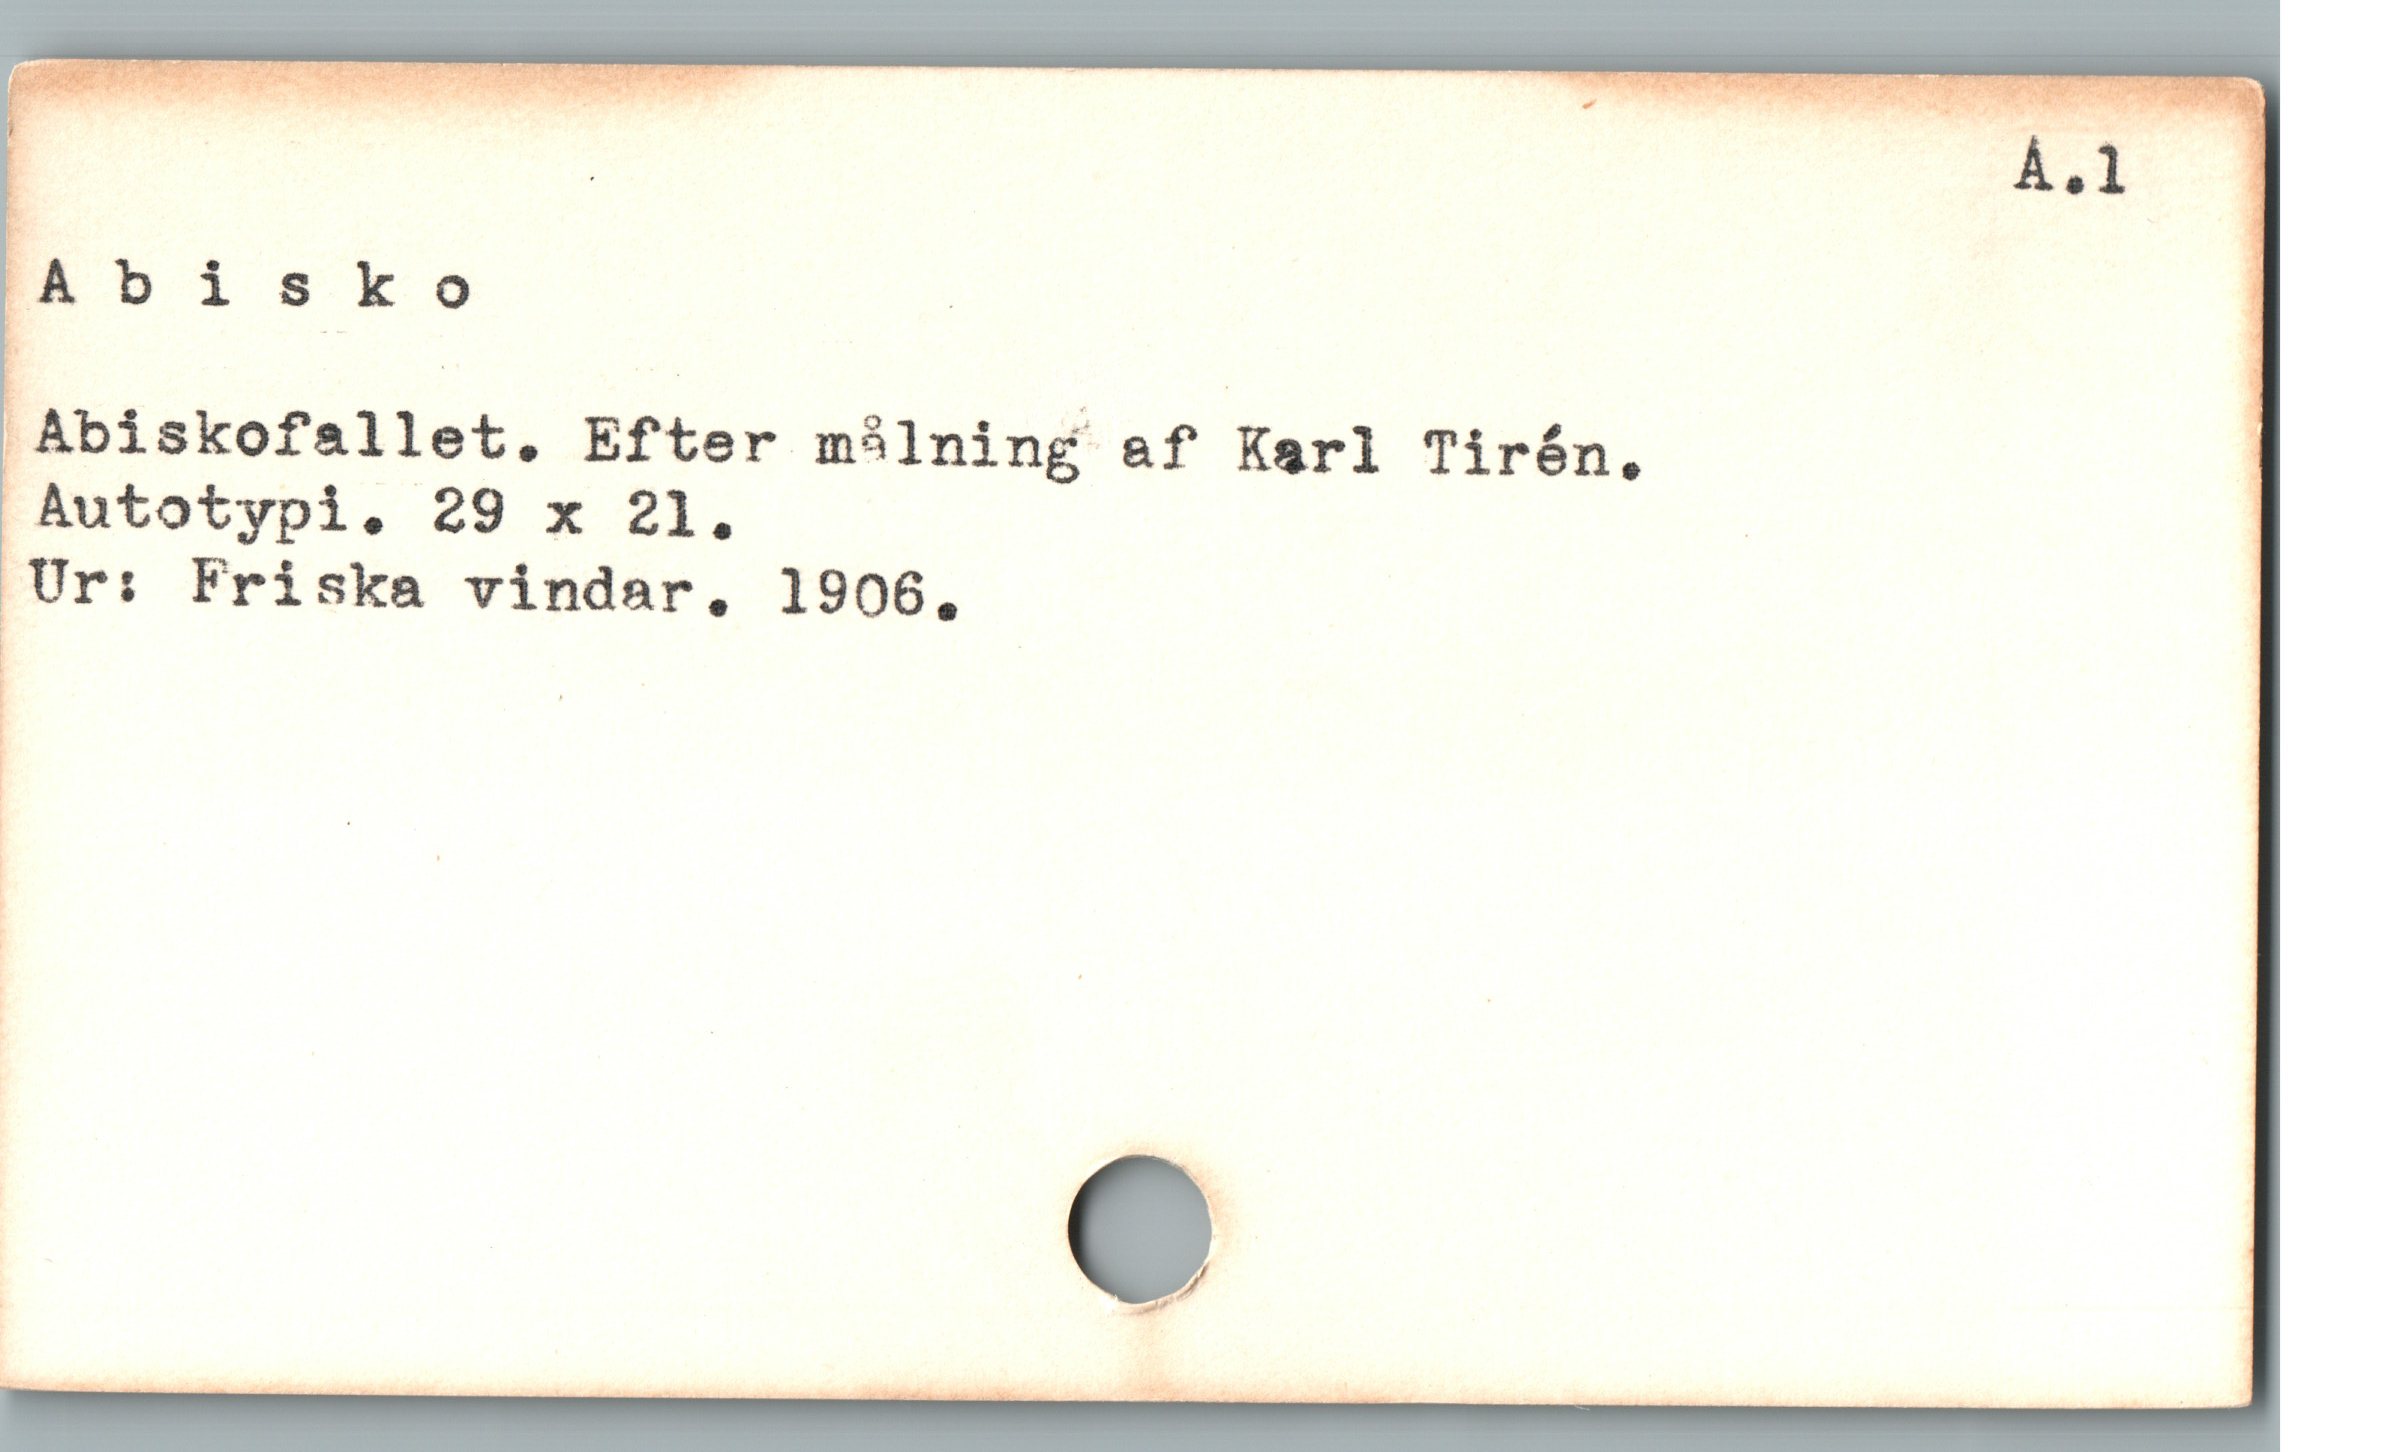 A.1
A b i s k o
Abiskofallet. Efter målning af Karl Tirén.
Autotypi. 29 x 21.
Ur: Friska vindar. 1906.